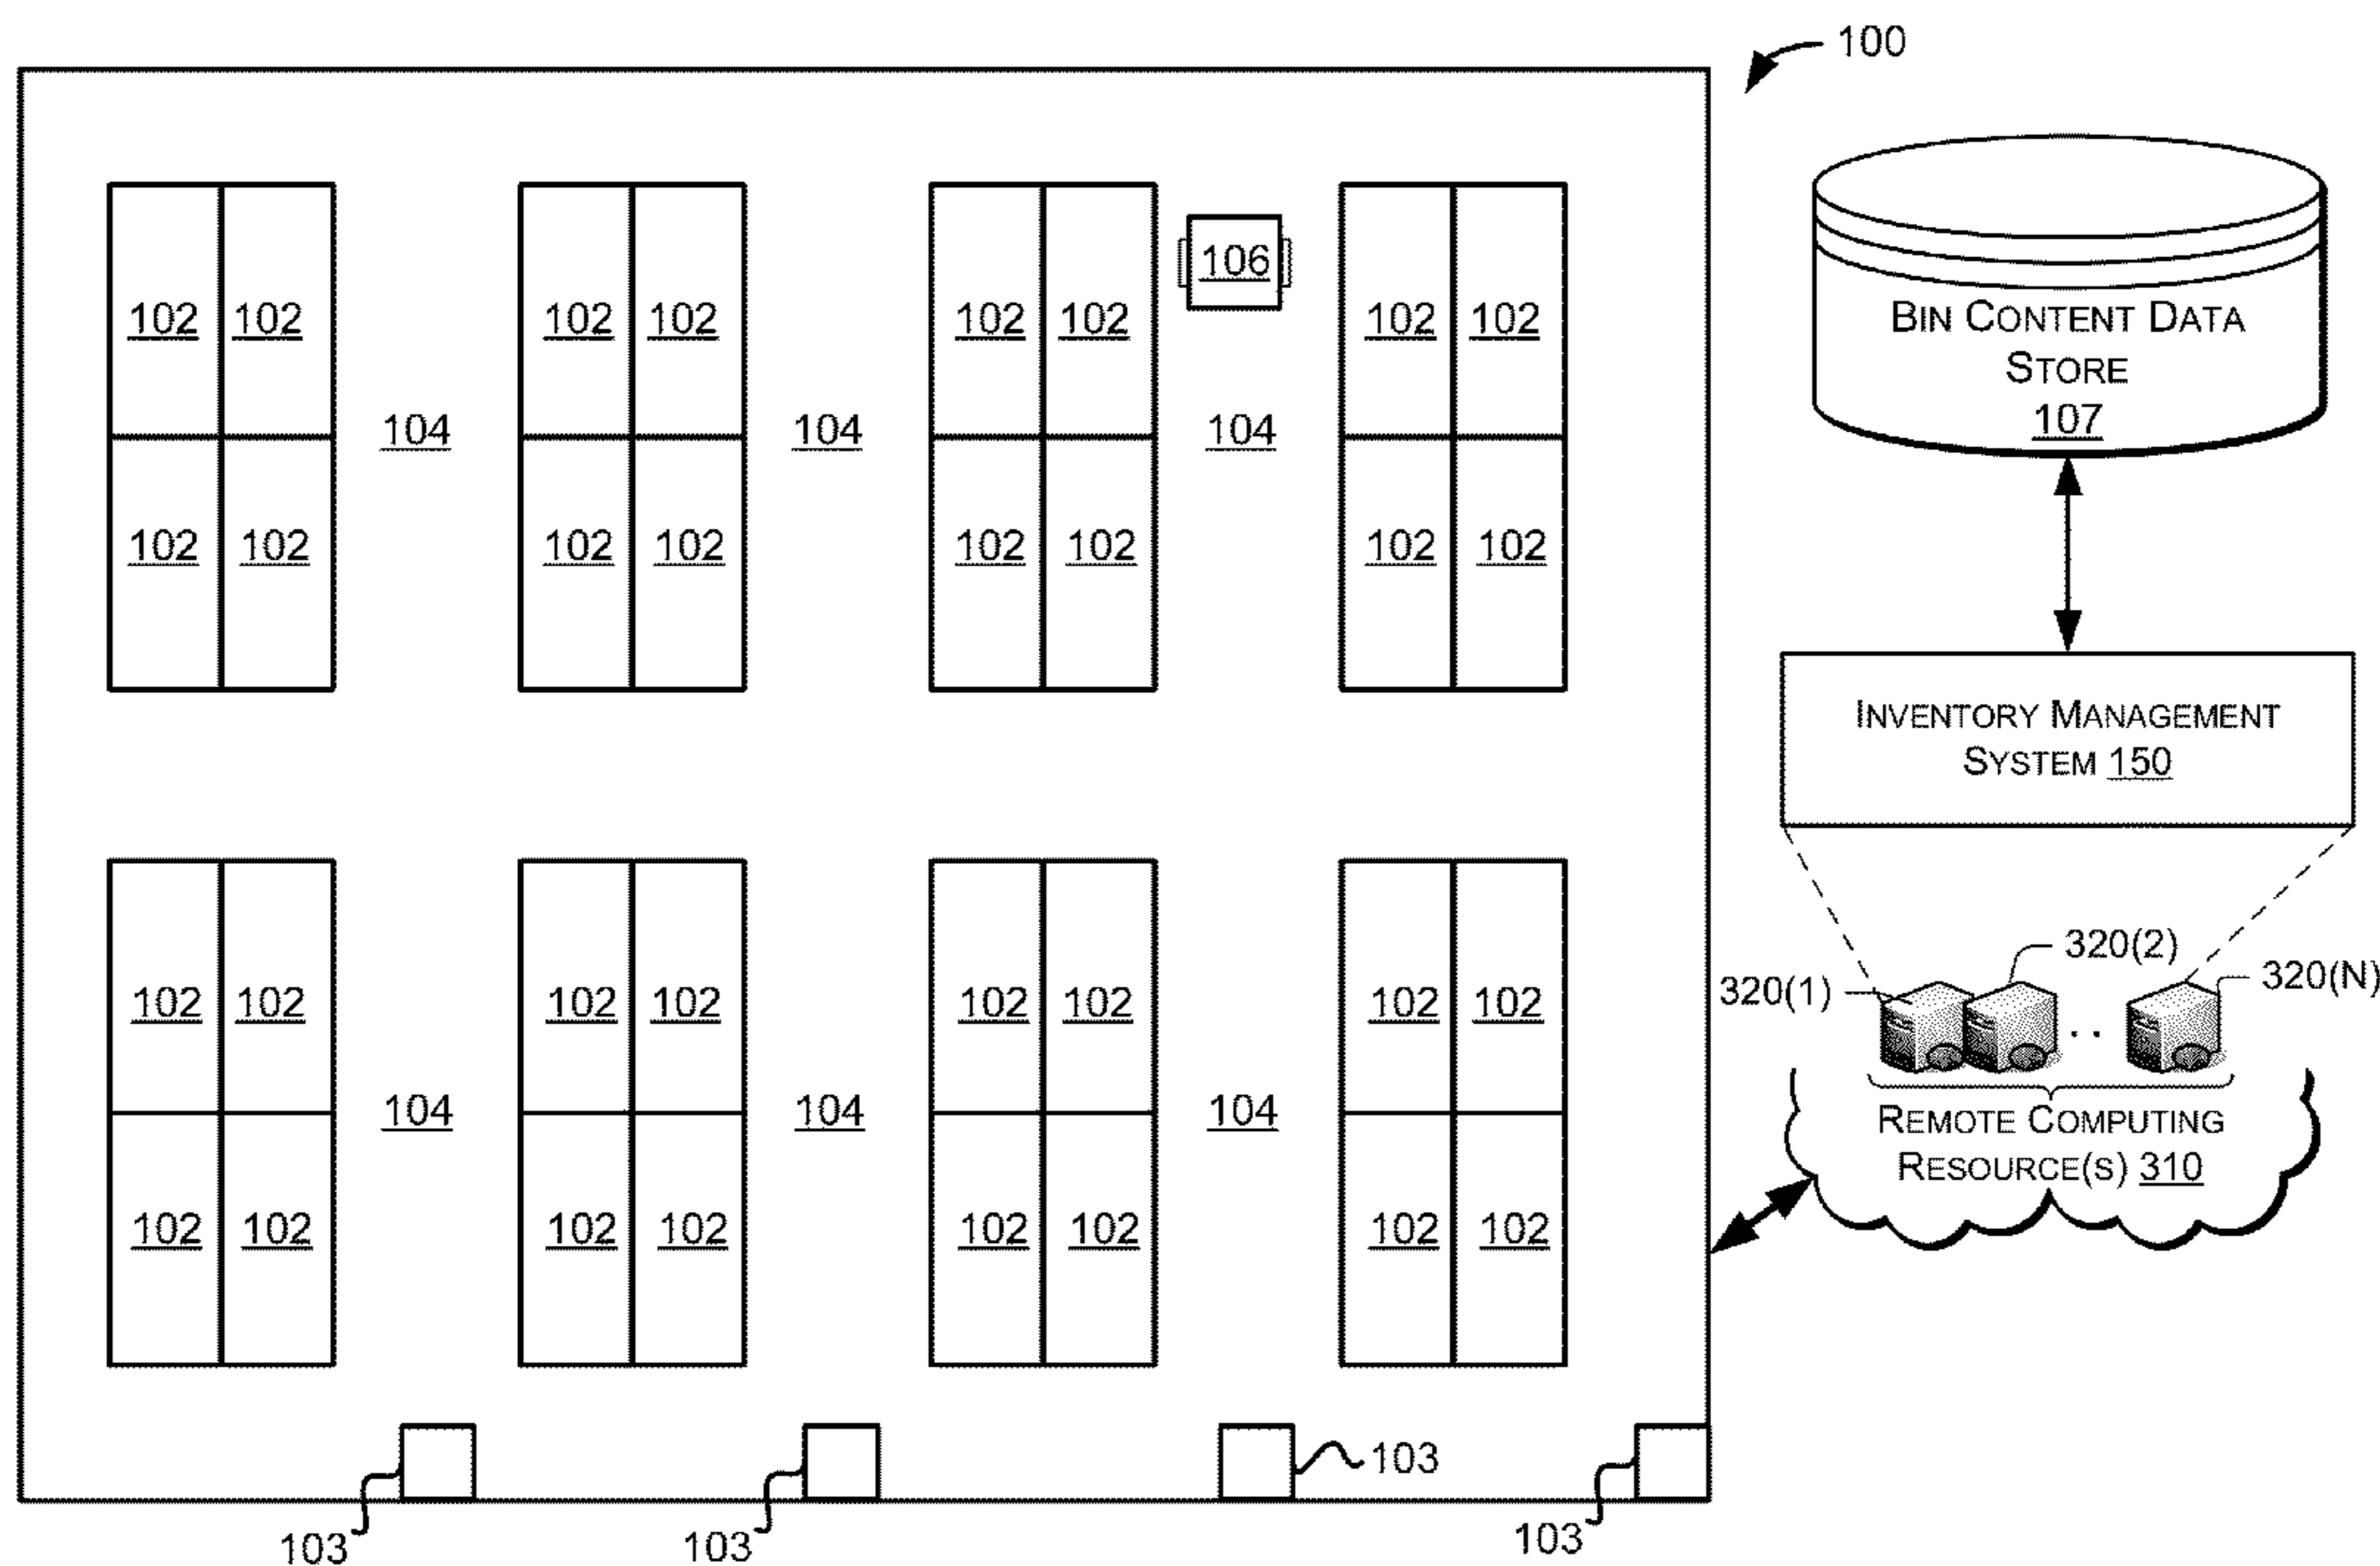 100
102 102 102 102 102 102 102 102
106
104 104 104
102 102 102 102 102 102 102 102
102 102 102 102 102 102 102 102
104 104 104
102 102 102 102 102 102 102 102
103
103
103
103
BIN CONTENT DATA
STORE
107
INVENTORY MANAGEMENT
SYSTEM 150
320(1)
320(2)
320(N)
. .
REMOTE COMPUTING
RESOURCE(S) 310